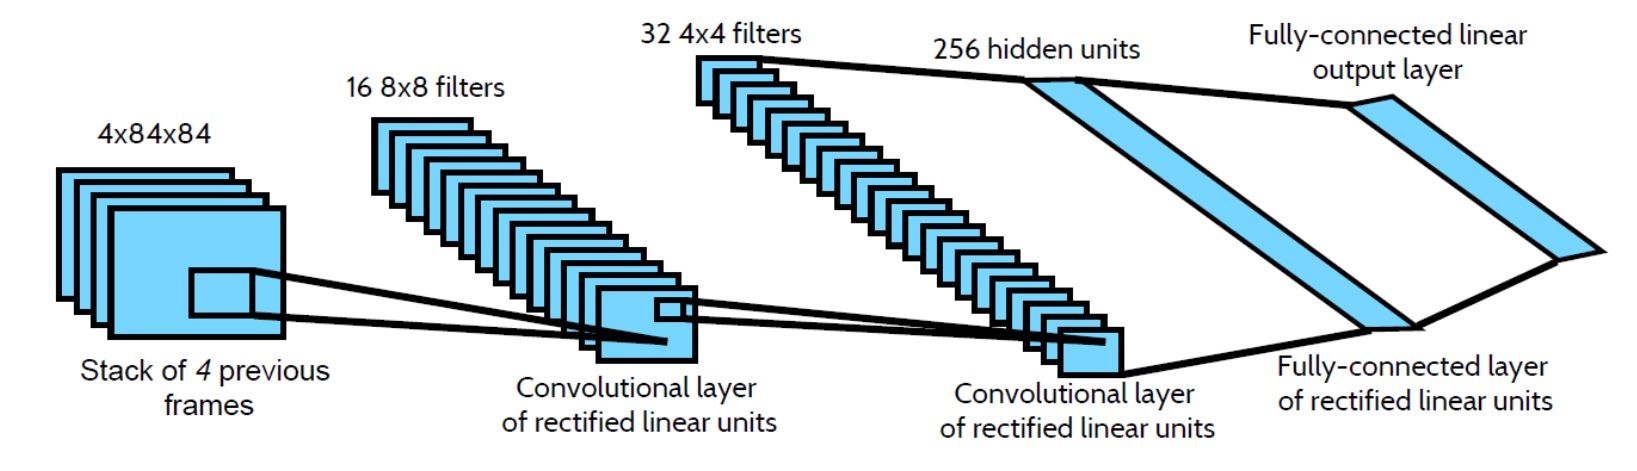 4x84x84
Stack of 4 previous
frames
16 8x8 filters
Convolutional layer
of rectified linear units
32 4x4 filters
Convolutional layer
of rectified linear units
256 hidden units
Fully-connected layer
of rectified linear units
Fully-connected linear
output layer